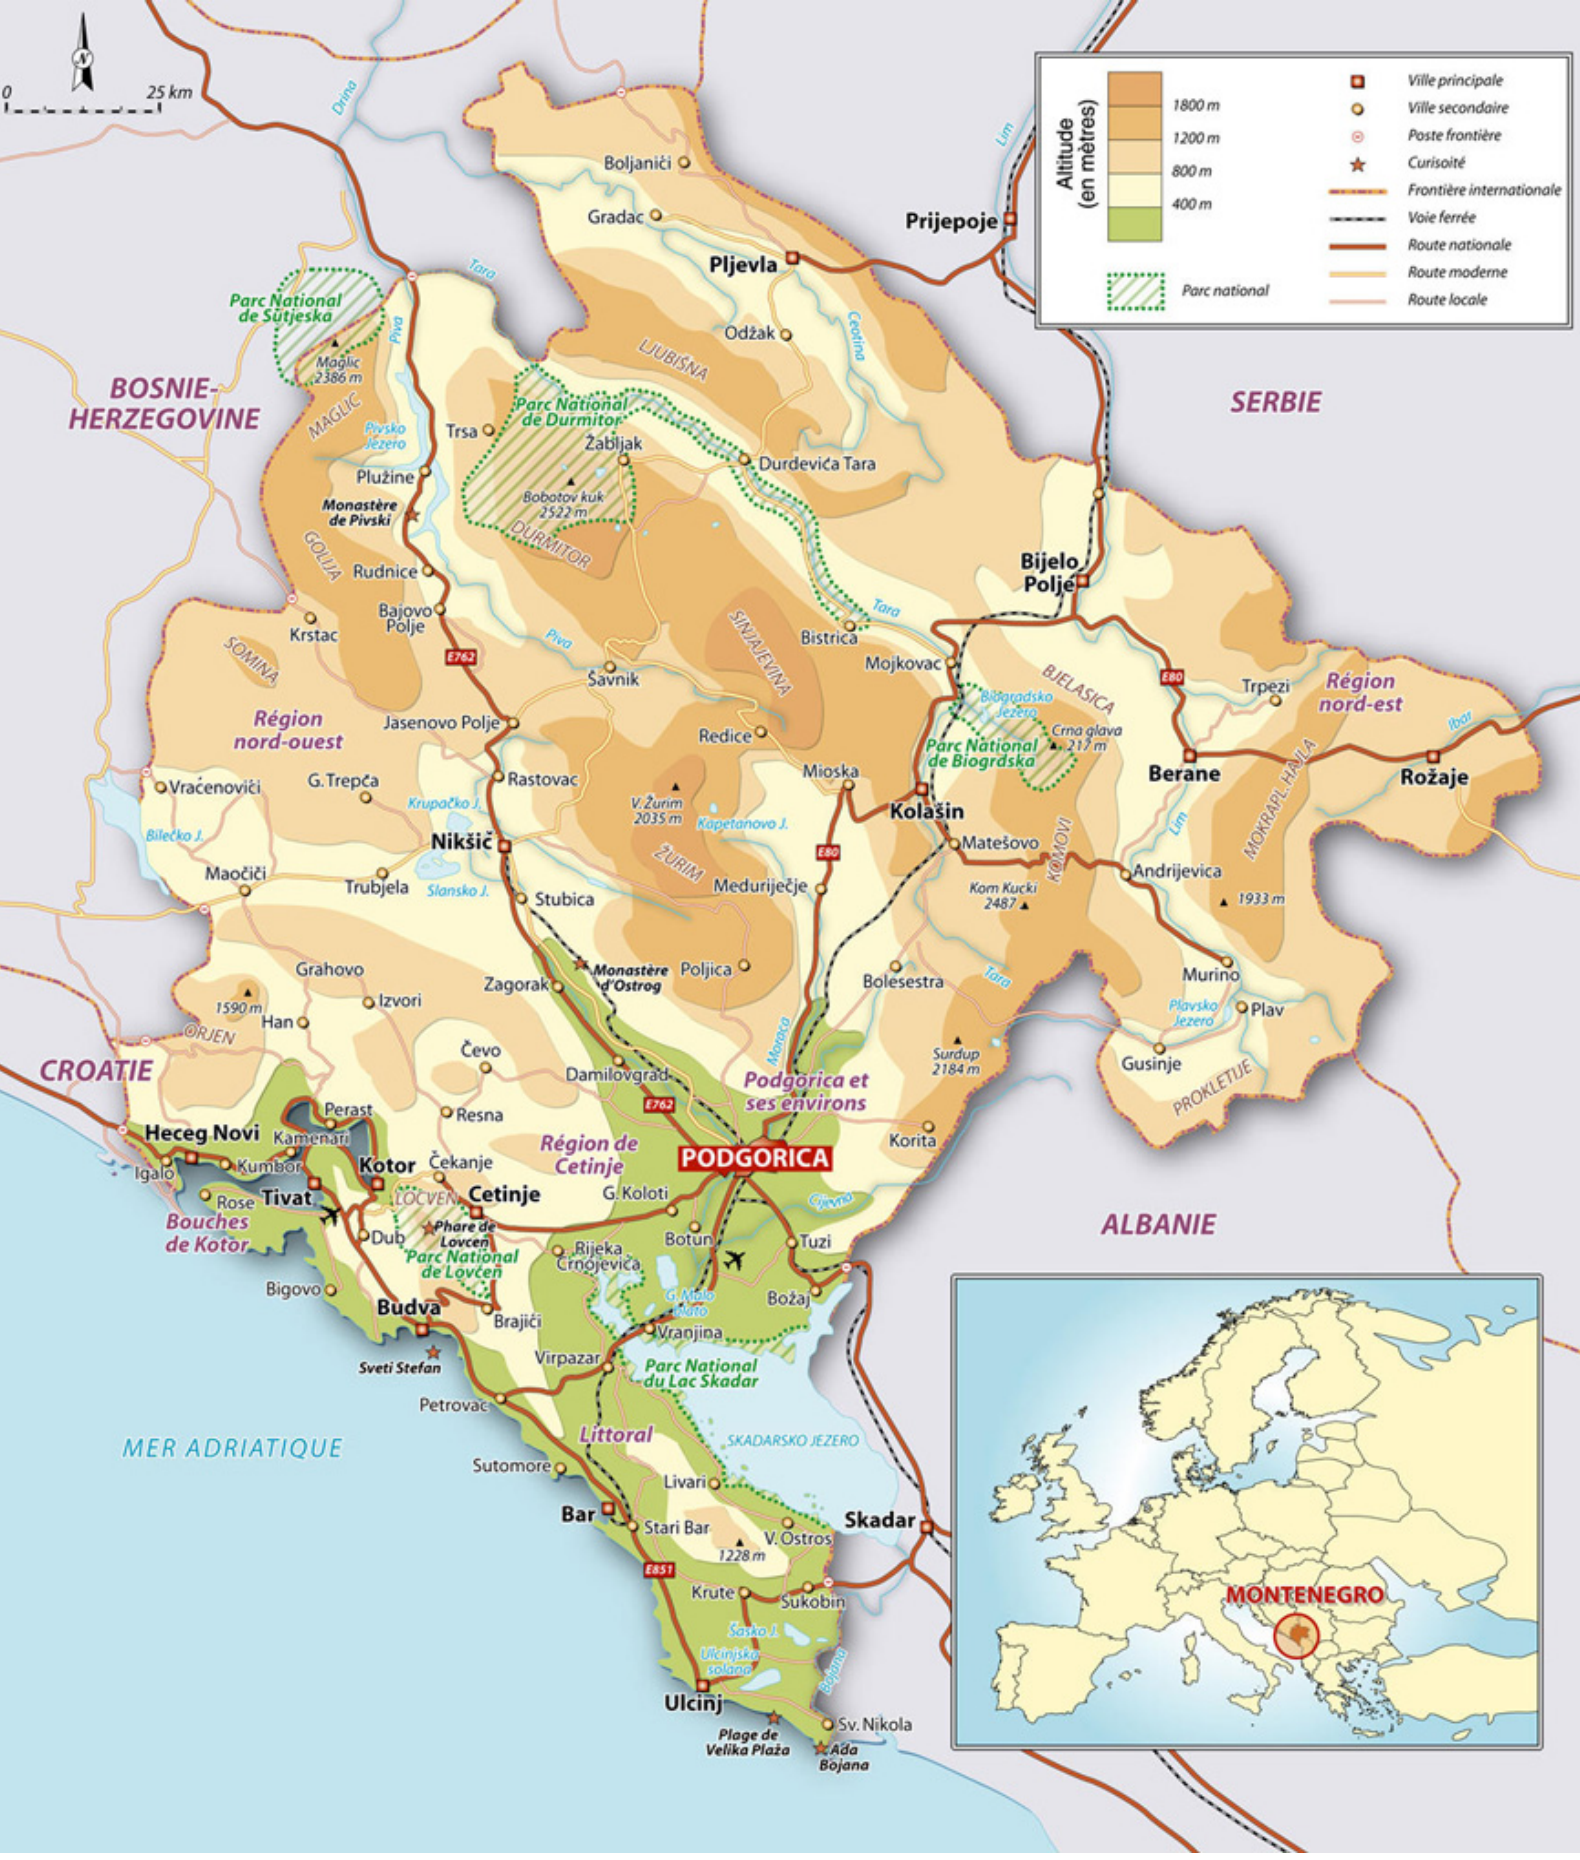 N
0
25 km
Altitude
(en mètres)
1800 m
1200 m
800 m
400 m
Parc national
Ville principale
Ville secondaire
Poste frontière
Curisoité
Frontière internationale
Voie ferrée
Route nationale
Route moderne
Route locale
Drina
Lim
Boljanići
Gradac
Prijepoje
Pljevla
Tara
Parc National
de Sutjeska
Piva
Odžak
Ceotina
Maglic
2386 m
LJUBIŠNA
BOSNIE-
HERZEGOVINE
SERBIE
MAGLIC
Parc National
de Durmitor
Pivsko
Jezero
Trsa
Žabljak
Durdevića Tara
Plužine
Bobotov kuk
2522 m
Monastère
de Pivski
DURMITOR
GOLIJA
Rudnice
Bijelo
Polje
Bajovo
Polje
Krstac
Tara
Bistrica
SINJAJEVINA
Piva
E762
SOMINA
Šavnik
Mojkovac
BJELASICA
E80
Trpezi
Région
nord-est
Biogradsko
Jezero
Région
nord-ouest
Jasenovo Polje
Redice
Crna glava
217 m
Ibar
Parc National
de Biogrdska
Berane
Rožaje
Vraćenovići
G.Trepča
Rastovac
Mioska
V.Žurim
2035 m
Krupačko J.
Kapetanovo J.
Kolašin
MOKRAPL. HAJLA
Bilečko J.
Nikšič
Lim
Matešovo
KOMOVI
E80
ŽURIM
Maočiči
Trubjela
Slansko J.
Meduriječje
Andrijevica
Kom Kucki
2487
1933 m
Stubica
Grahovo
Zagorak
Monastère
d'Ostrog
Poljica
Bolesestra
Tara
Murino
1590 m
Izvori
Han
ORJEN
Plavsko
Jezero
Plav
Moraca
Čevo
Surdup
2184 m
Gusinje
CROATIE
Damilovgrad
Podgorica et
ses environs
PROKLETIJE
E762
Perast
Resna
Heceg Novi
Kamenari
Korita
Région de
Cetinje
PODGORICA
Igalo
Kumbor
Kotor
Čekanje
Rose
Tivat
LOCVEN
Cetinje
G. Koloti
Cijevna
Bouches
de Kotor
Dub
Phare de
Lovcen
Botun
Tuzi
ALBANIE
Parc National
de Lovćen
Rijeka
Crnojevića
Bigovo
G. Malo
blato
Božaj
Budva
Brajići
Vranjina
Sveti Stefan
Virpazar
Parc National
du Lac Skadar
Petrovac
MER ADRIATIQUE
Littoral
SKADARSKO JEZERO
Sutomore
Livari
Bar
Stari Bar
V. Ostros
Skadar
1228 m
E851
Krute
Sukobin
MONTENEGRO
Šasko J.
Ulcinjska
solana
Bojana
Ulcinj
Plage de
Velika Plaža
Sv. Nikola
Ada
Bojana